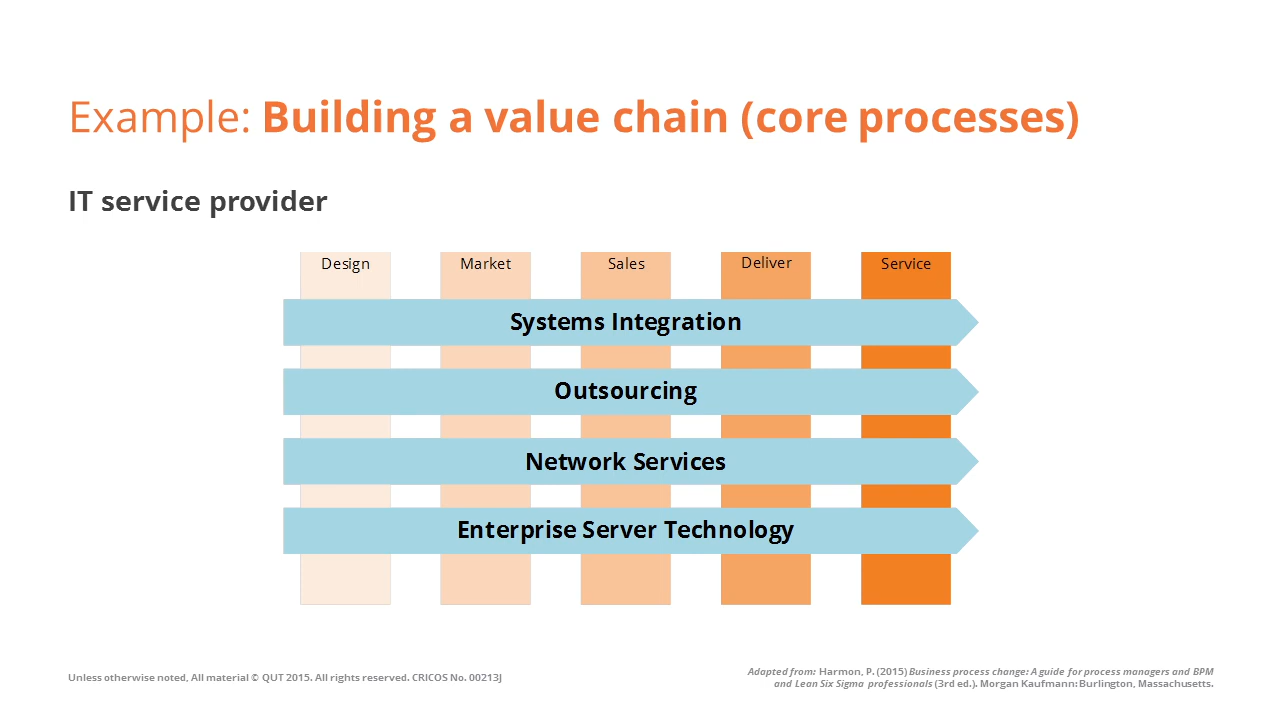 Example: Building a value chain (core processes)
IT service provider
Design Market Sales Deliver Service
Systems Integration
Outsourcing
Network Services
Enterprise Server Technology
Unless otherwise noted, All material © QUT 2015. All rights reserved. CRICOS No. 00213J
Adapted from: Harmon, P. (2015) Business process change: A guide for process managers and BPM
and Lean Six Sigma professionals (3rd ed.). Morgan Kaufmann: Burlington, Massachusetts.